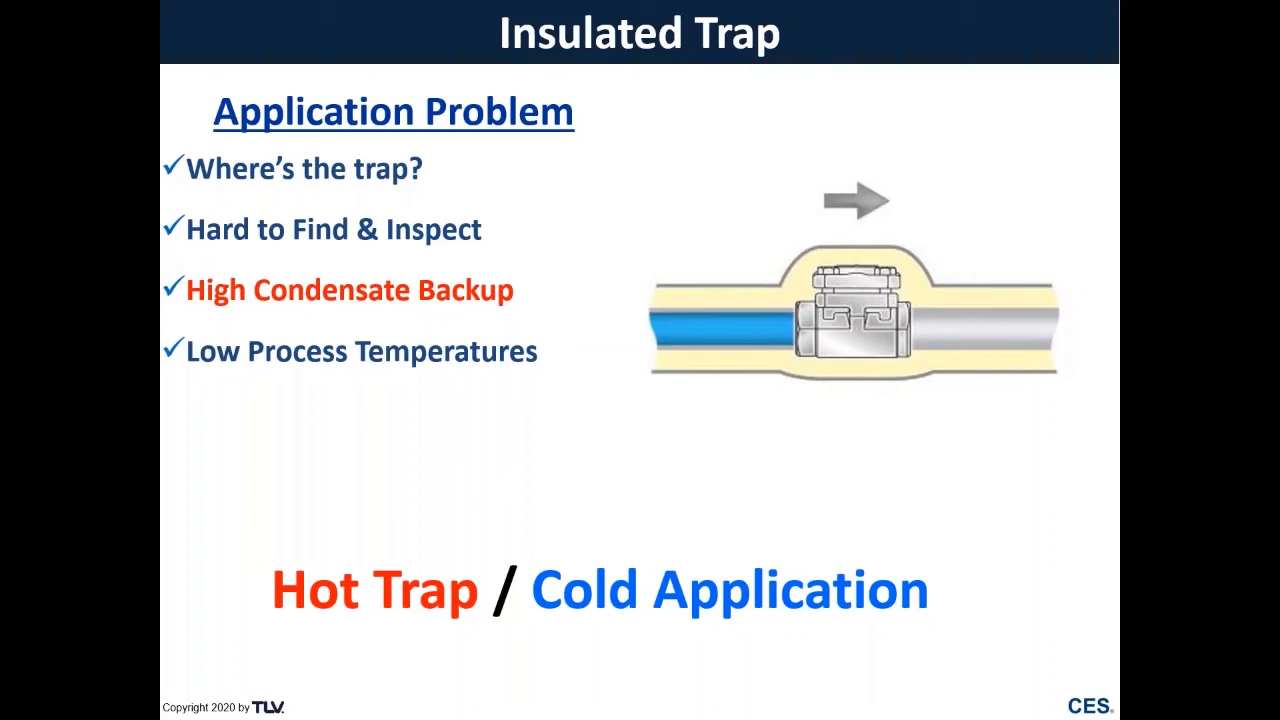 Insulated Trap
Application Problem
✓Where’s the trap?
✓Hard to Find & Inspect
✓High Condensate Backup
✓Low Process Temperatures
Hot Trap / Cold Application
Copyright 2020 by TLV.
CES.